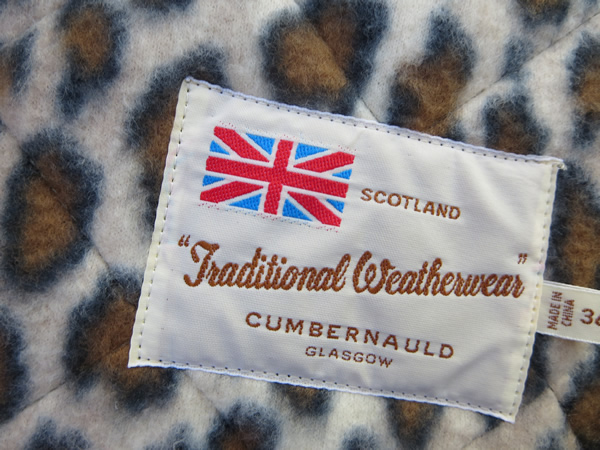 SCOTLAND
"Traditional Weatherwear"
CUMBERNAULD
GLASGOW
MADE IN
CHINA